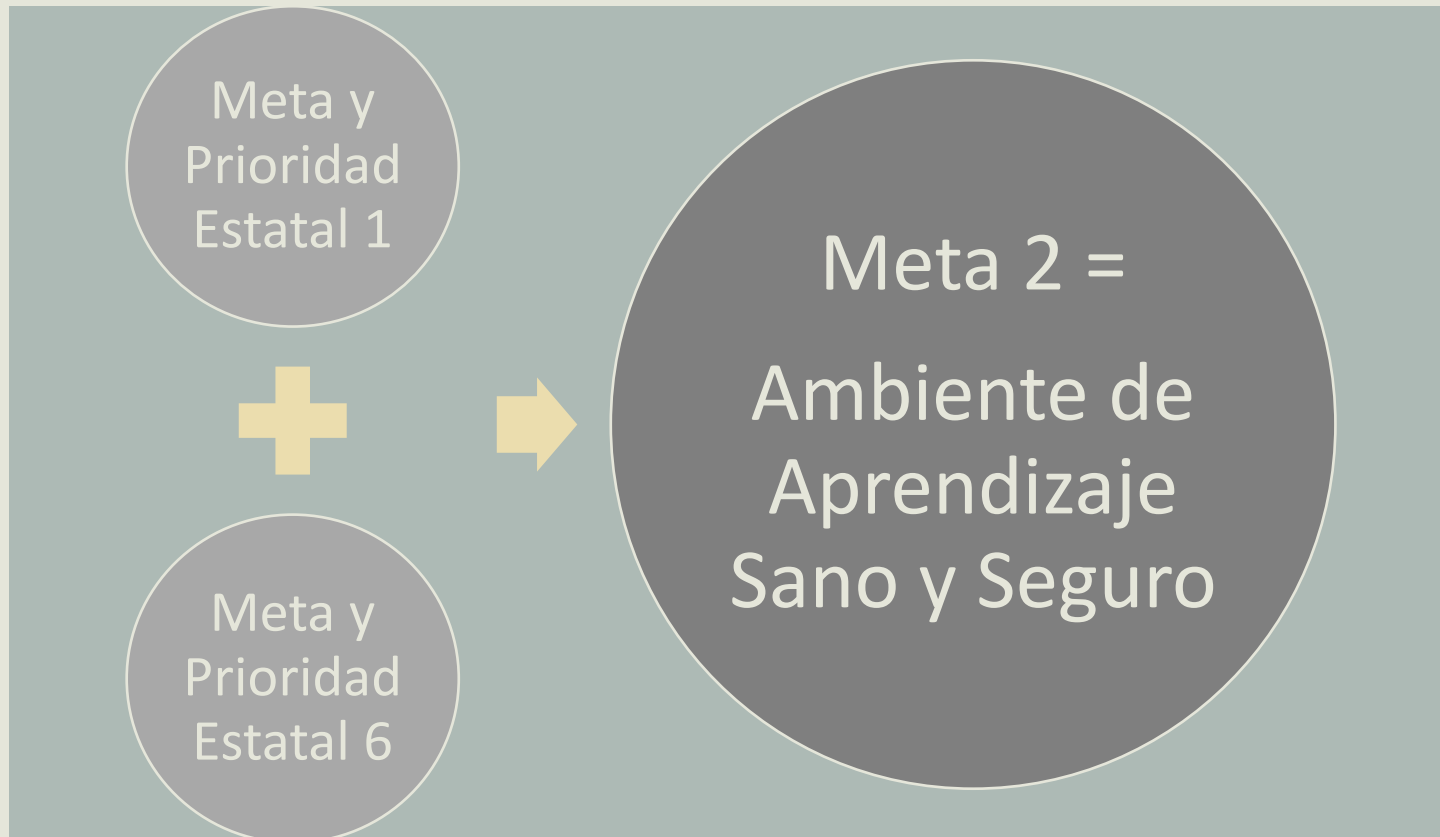 Meta y
Prioridad
Estatal 1
Meta y
Prioridad
Estatal 6
Meta 2 =
Ambiente de
Aprendizaje
Sano y Seguro